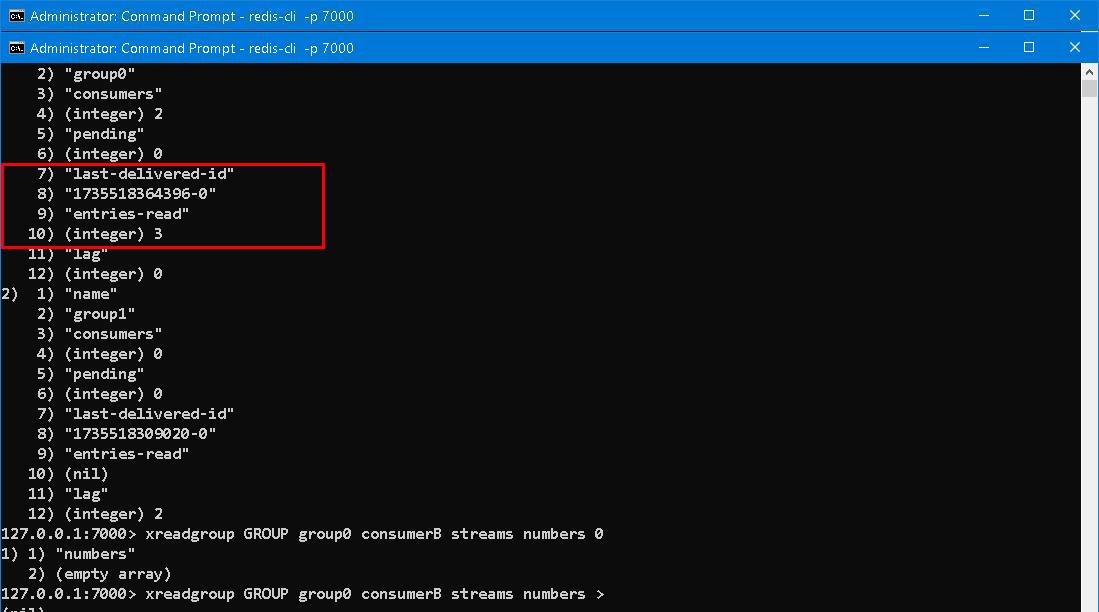 Administrator: Command Prompt - redis-cli  -p 7000
Administrator: Command Prompt - redis-cli  -p 7000
    2) "group0"
    3) "consumers"
    4) (integer) 2
    5) "pending"
    6) (integer) 0
    7) "last-delivered-id"
    8) "1735518364396-0"
    9) "entries-read"
   10) (integer) 3
   11) "lag"
   12) (integer) 0
2)  1) "name"
    2) "group1"
    3) "consumers"
    4) (integer) 0
    5) "pending"
    6) (integer) 0
    7) "last-delivered-id"
    8) "1735518309020-0"
    9) "entries-read"
   10) (nil)
   11) "lag"
   12) (integer) 2
127.0.0.1:7000> xreadgroup GROUP group0 consumerB streams numbers 0
1) 1) "numbers"
   2) (empty array)
127.0.0.1:7000> xreadgroup GROUP group0 consumerB streams numbers >
(nil)